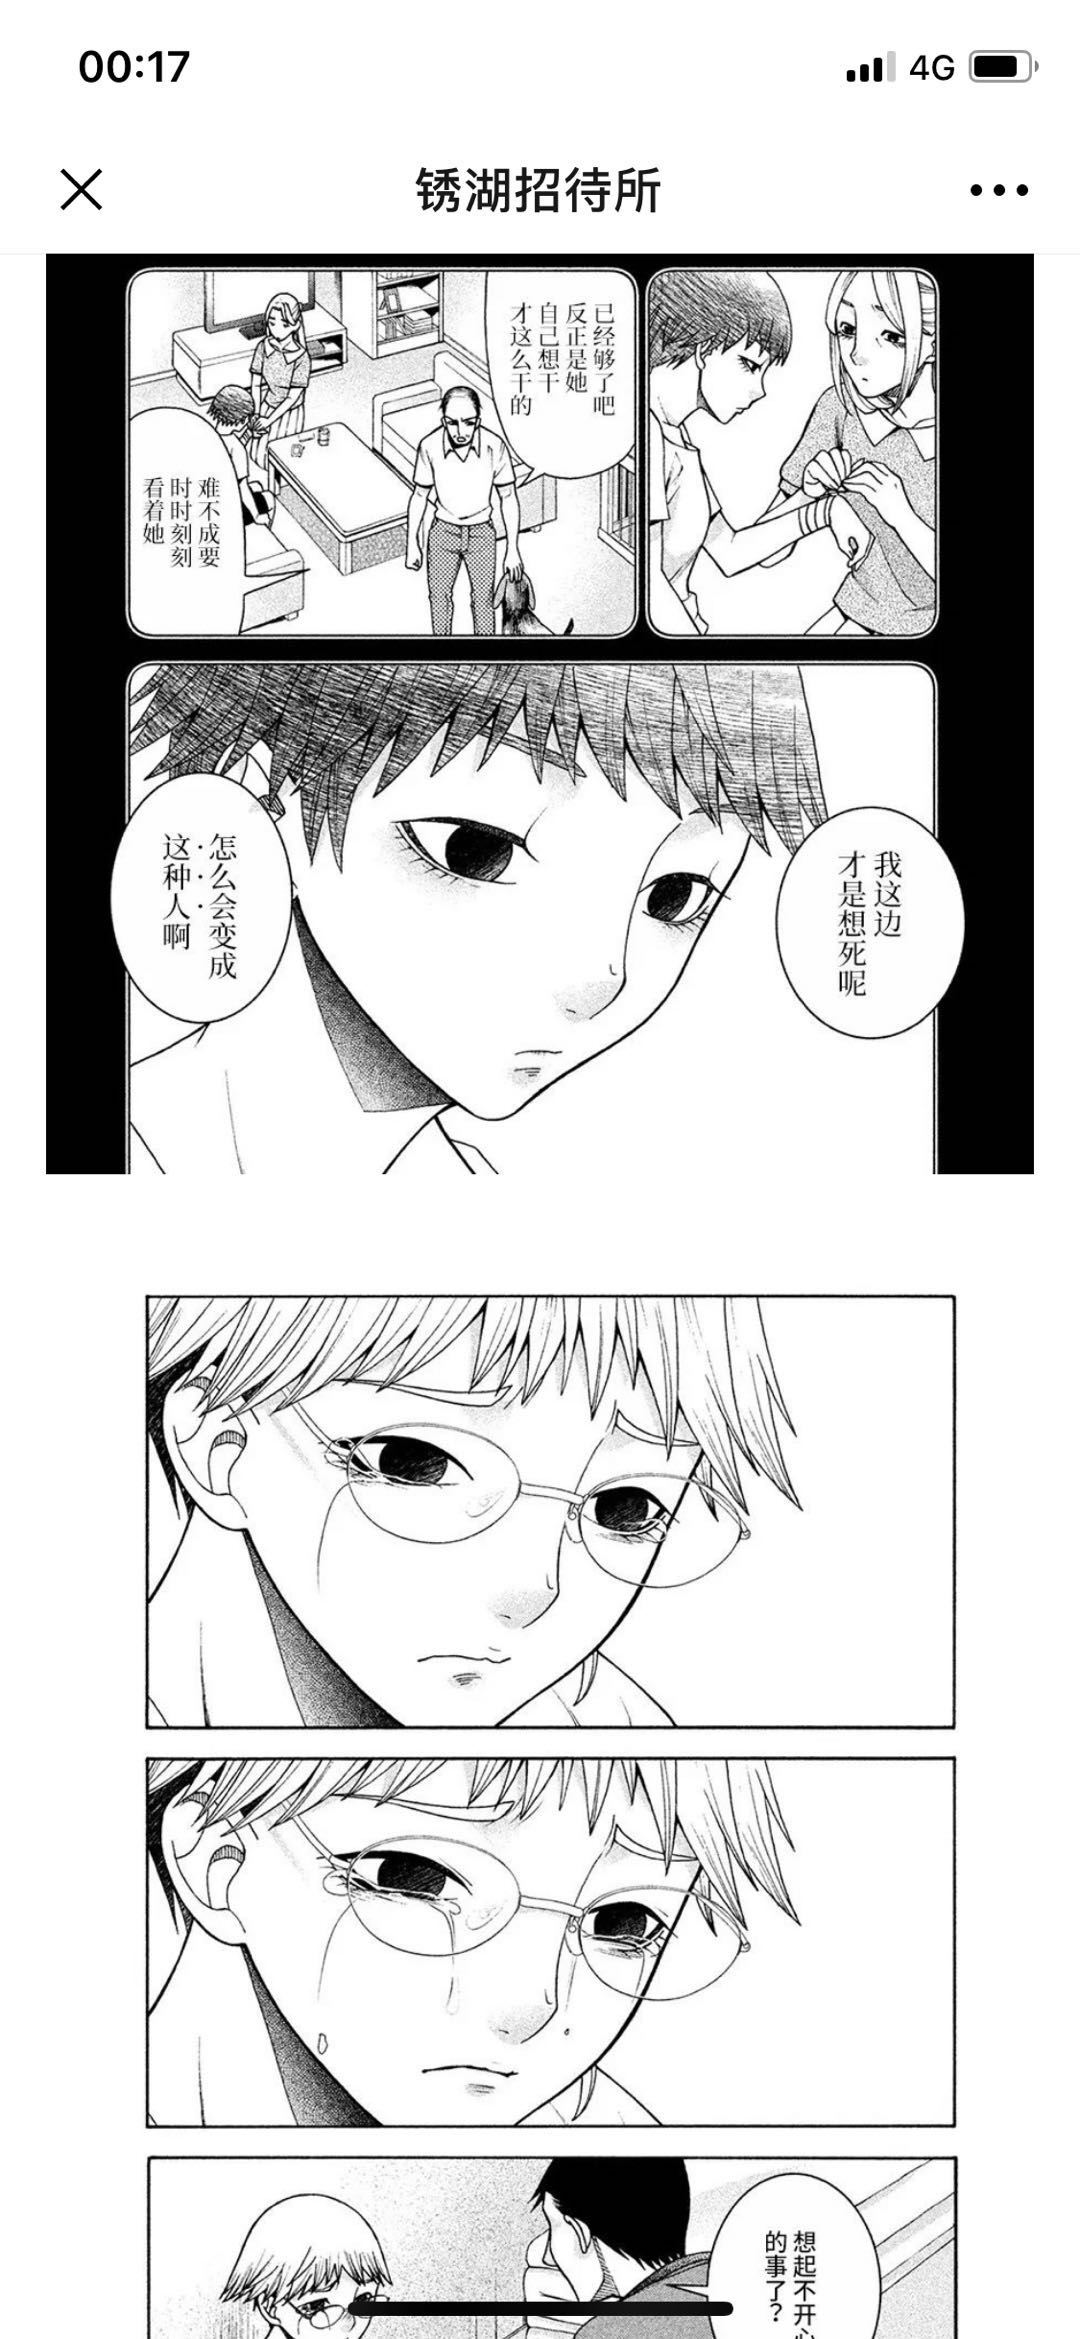 00:17
4G
锈湖招待所
已经够了吧
反正是她
自己想干
才这么干的
难不成要
时时刻刻
看着她
我这边
才是想死呢
怎么会变成
这种人啊
想起不开心
的事了？